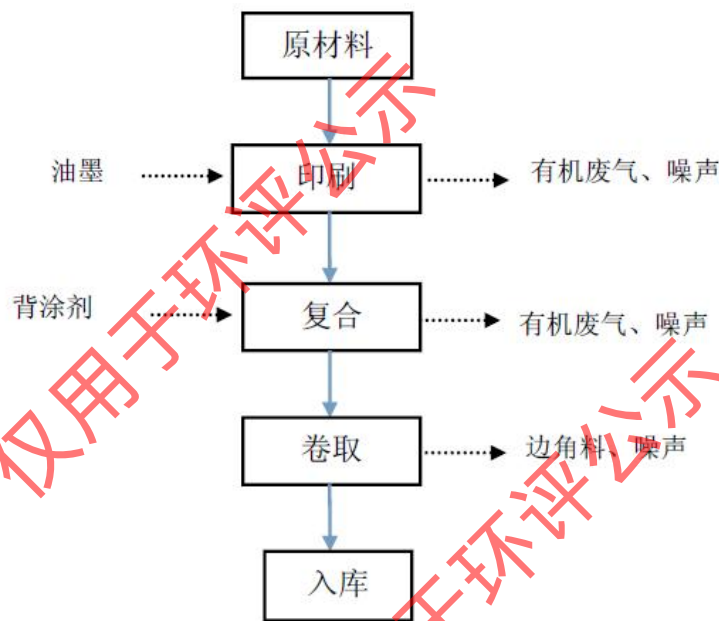 原材料
油墨
印刷
有机废气、噪声
背涂剂
复合
有机废气、噪声
卷取
边角料、噪声
入库
仅用于环评公示
于环评公示